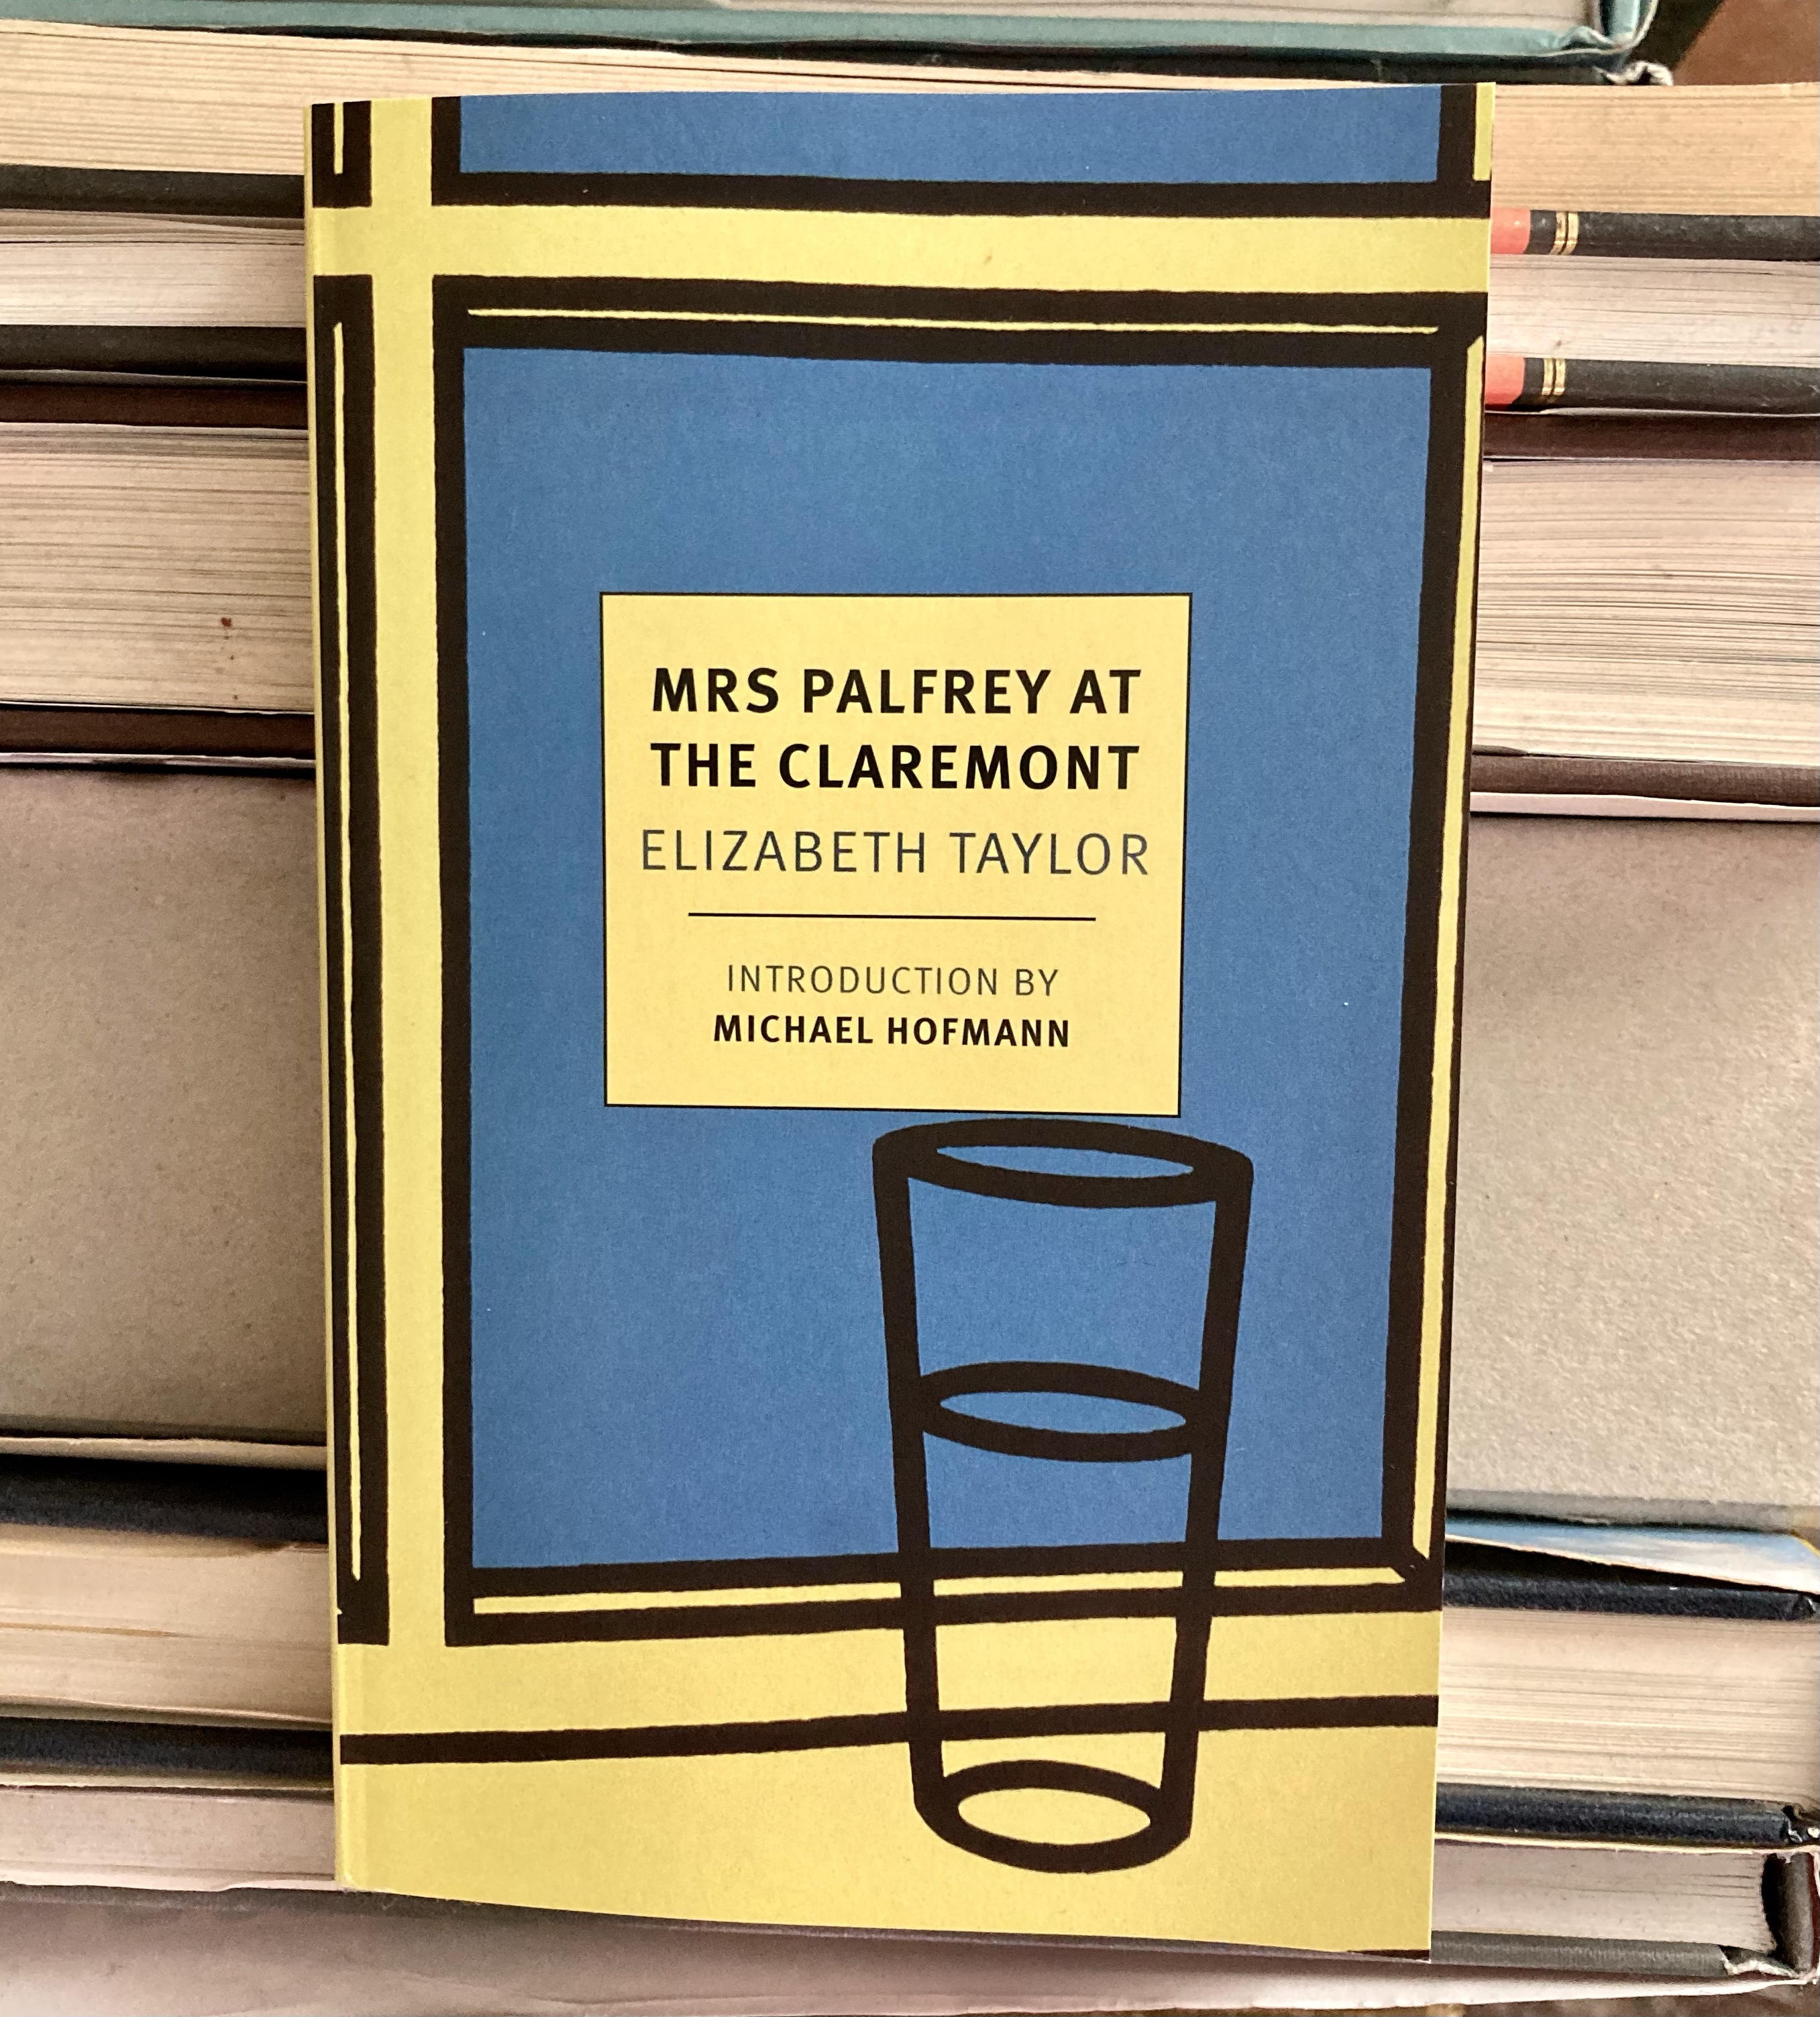 MRS PALFREY AT
THE CLAREMONT
ELIZABETH TAYLOR
INTRODUCTION BY
MICHAEL HOFMANN